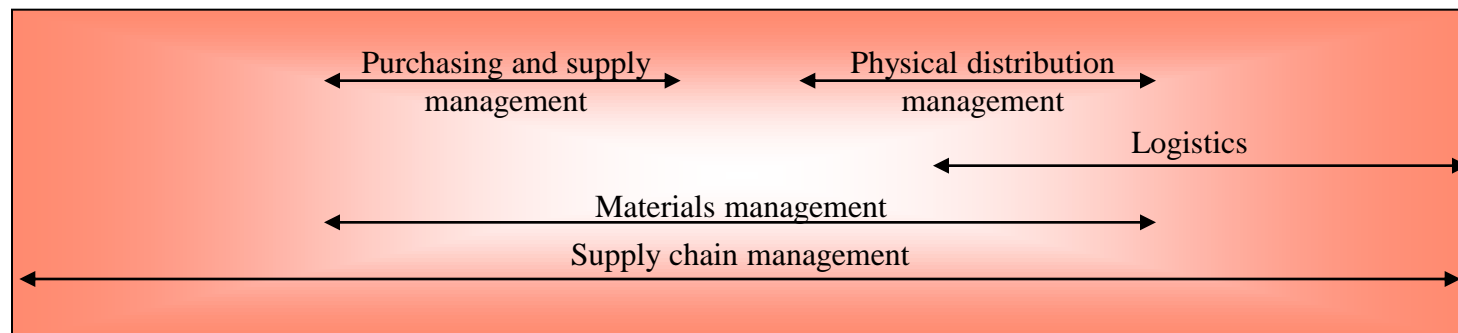 Purchasing and supply
management
Physical distribution
management
Logistics
Materials management
Supply chain management